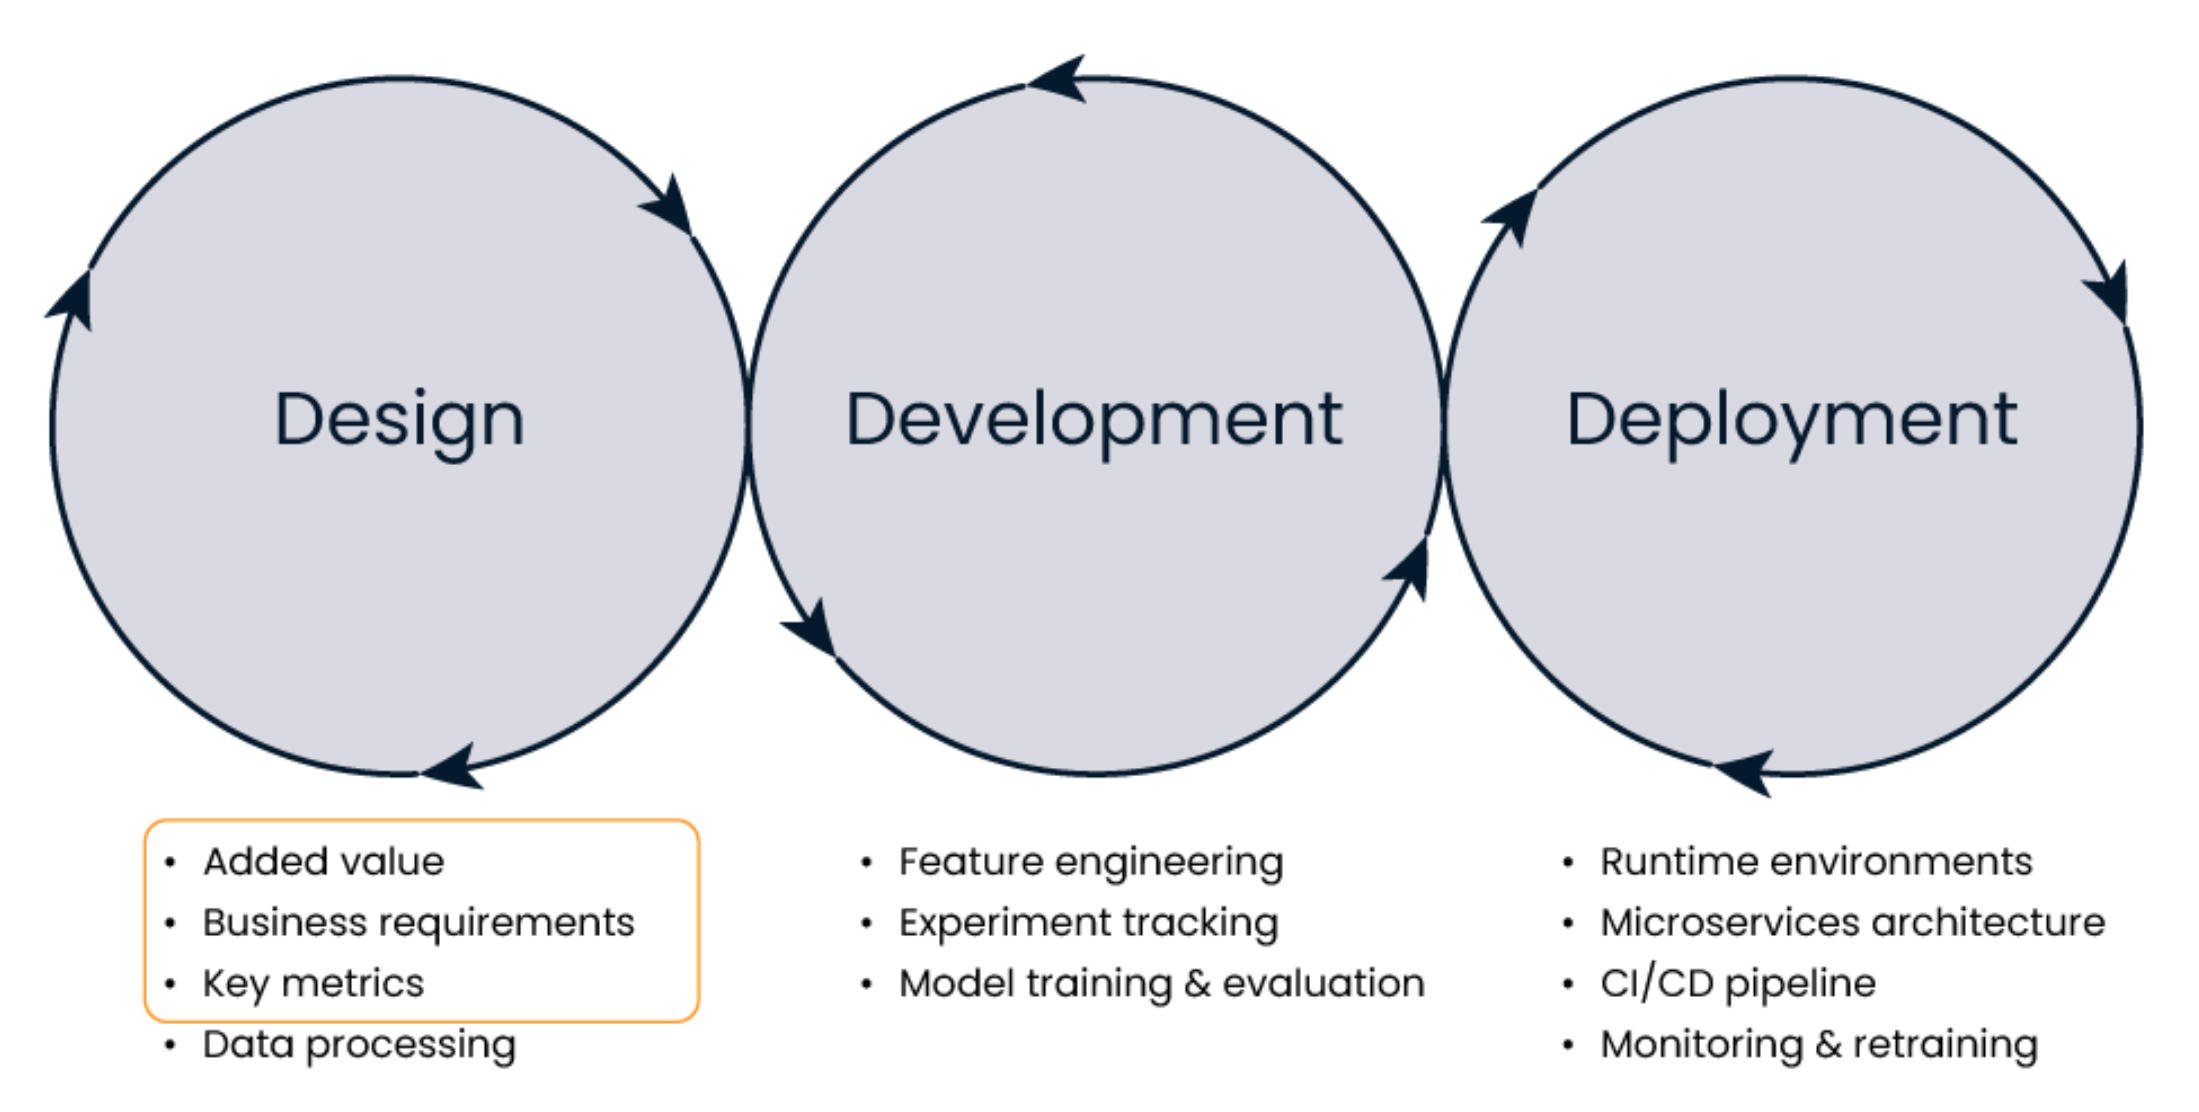 Design
Development
Deployment
• Added value
• Business requirements
• Key metrics
• Data processing
• Feature engineering
• Experiment tracking
• Model training & evaluation
• Runtime environments
• Microservices architecture
• CI/CD pipeline
• Monitoring & retraining